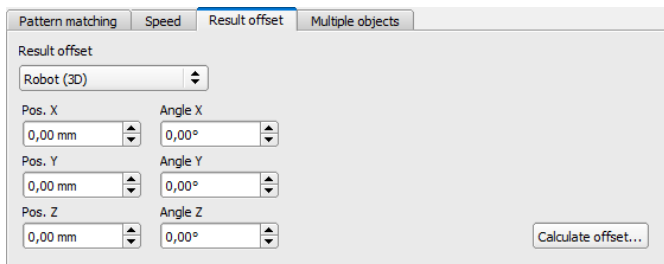 Pattern matching Speed Result offset Multiple objects
Result offset
Robot (3D)
Pos. X Angle X
0,00 mm 0,00°
Pos. Y Angle Y
0,00 mm 0,00°
Pos. Z Angle Z
0,00 mm 0,00°
Calculate offset...